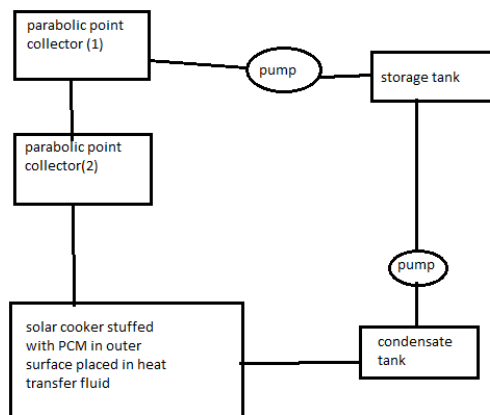 parabolic point
collector (1)
pump
storage tank
parabolic point
collector(2)
pump
solar cooker stuffed
with PCM in outer
surface placed in heat
transfer fluid
condensate
tank